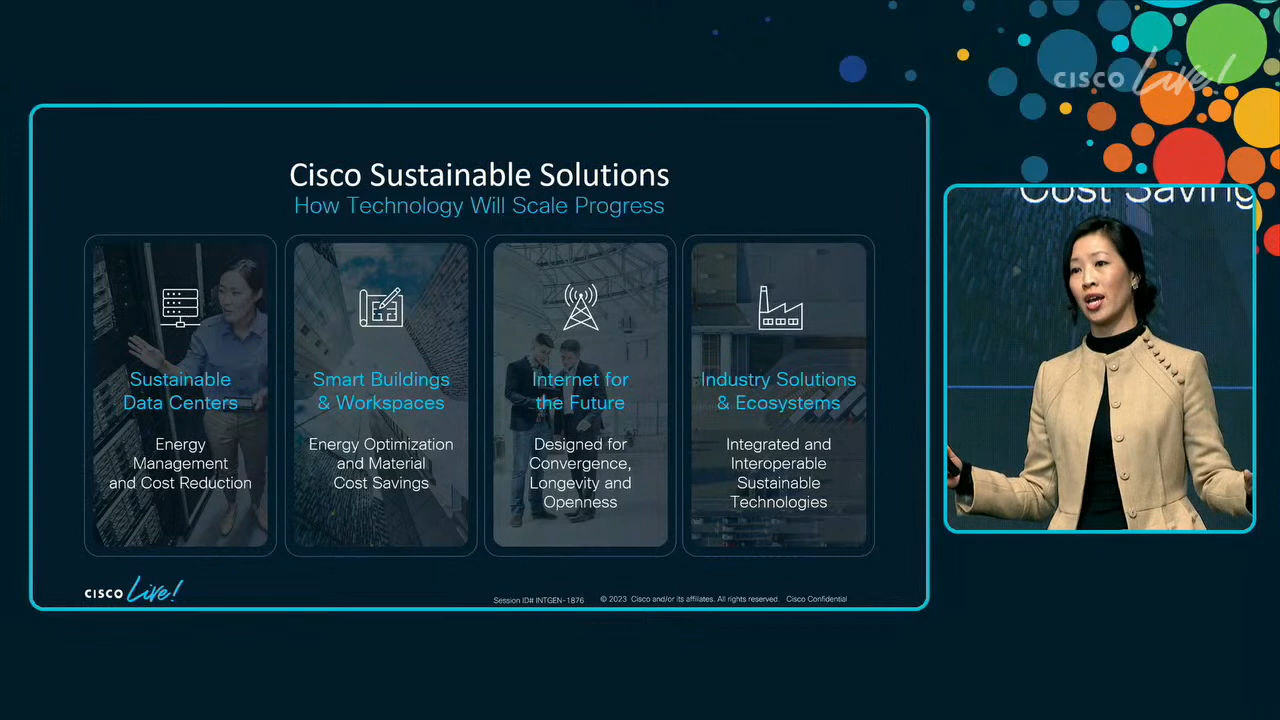 CISCO Live!
Cost Saving
Cisco Sustainable Solutions
How Technology Will Scale Progress
Sustainable
Data Centers
Energy
Management
and Cost Reduction
Smart Buildings
& Workspaces
Energy Optimization
and Material
Cost Savings
Internet for
the Future
Designed for
Convergence,
Longevity and
Openness
Industry Solutions
& Ecosystems
Integrated and
Interoperable
Sustainable
Technologies
CISCO Live!
Session ID# INTGEN-1876 © 2023 Cisco and/or its affiliates. All rights reserved. Cisco Confidential